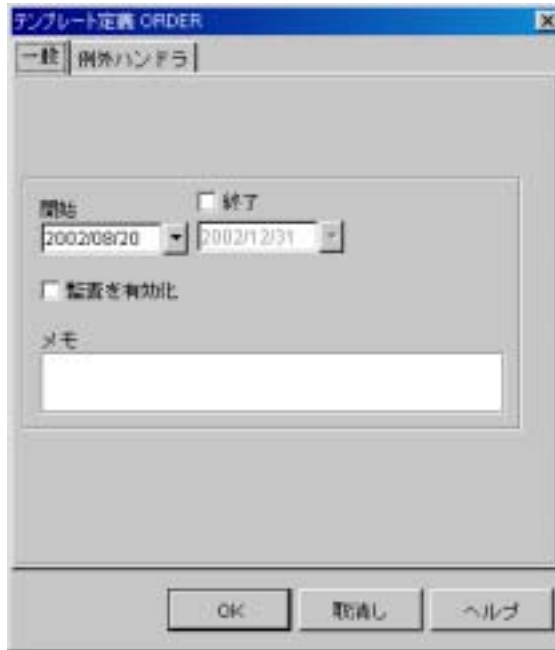 テンプレート定義 ORDER
一般 例外ハンドラ
開始 終了
2002/08/20 2002/12/31
監査を有効化
メモ
OK 取消し ヘルプ